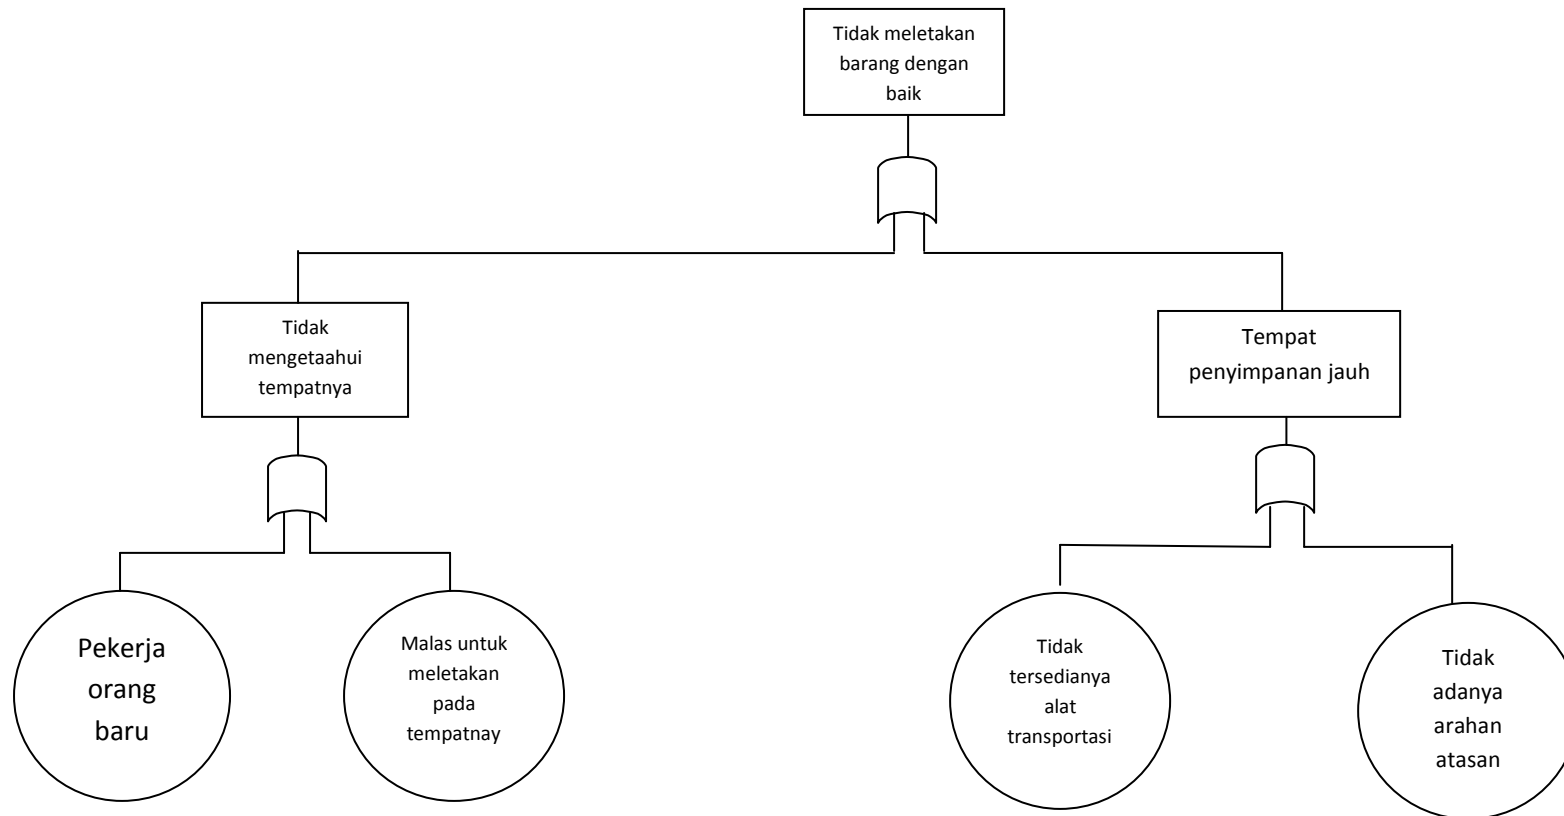 Tidak meletakan
barang dengan
baik
Tidak
mengetaahui
tempatnya
Tempat
penyimpanan jauh
Pekerja
orang
baru
Malas untuk
meletakan
pada
tempatnay
Tidak
tersedianya
alat
transportasi
Tidak
adanya
arahan
atasan